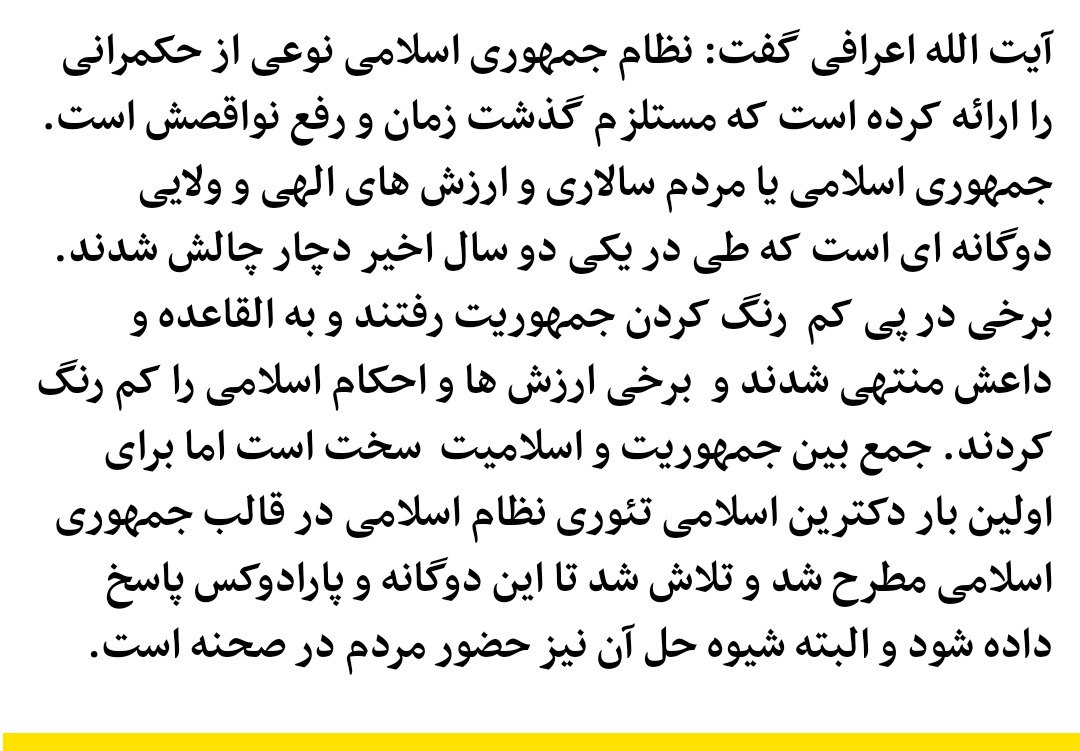 آیت الله اعرافی گفت: نظام جمهوری اسلامی نوعی از حکمرانی
را ارائه کرده است که مستلزم گذشت زمان و رفع نواقصش است.
جمهوری اسلامی یا مردم سالاری و ارزش های الهی و ولایی
دوگانه ای است که طی در یکی دو سال اخیر دچار چالش شدند.
برخی در پی کم رنگ کردن جمهوریت رفتند و به القاعده و
داعش منتهی شدند و برخی ارزش ها و احکام اسلامی را کم رنگ
کردند. جمع بین جمهوریت و اسلامیت سخت است اما برای
اولین بار دکترین اسلامی تئوری نظام اسلامی در قالب جمهوری
اسلامی مطرح شد و تلاش شد تا این دوگانه و پارادوکس پاسخ
داده شود و البته شیوه حل آن نیز حضور مردم در صحنه است.